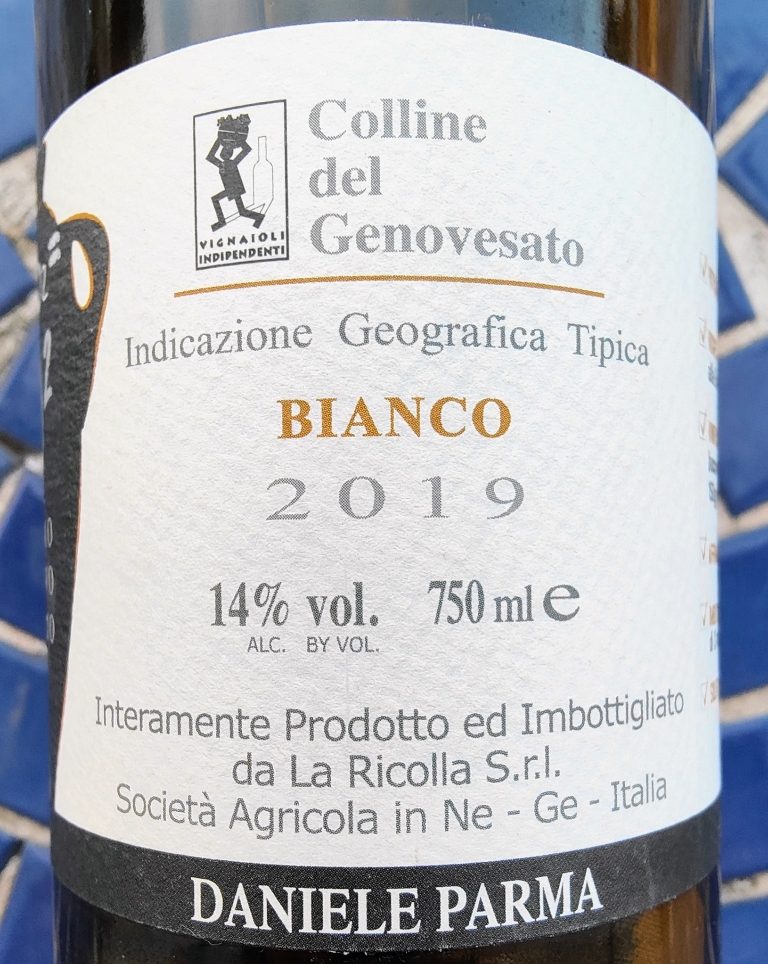 VIGNAIOLI
INDIPENDENTI
Colline
del
Genovesato
Indicazione Geografica Tipica
BIANCO
2019
14% vol. 750 ml e
ALC. BY VOL.
Interamente Prodotto ed Imbottigliato
da La Ricolla S.r.l.
Società Agricola in Ne - Ge - Italia
DANIELE PARMA